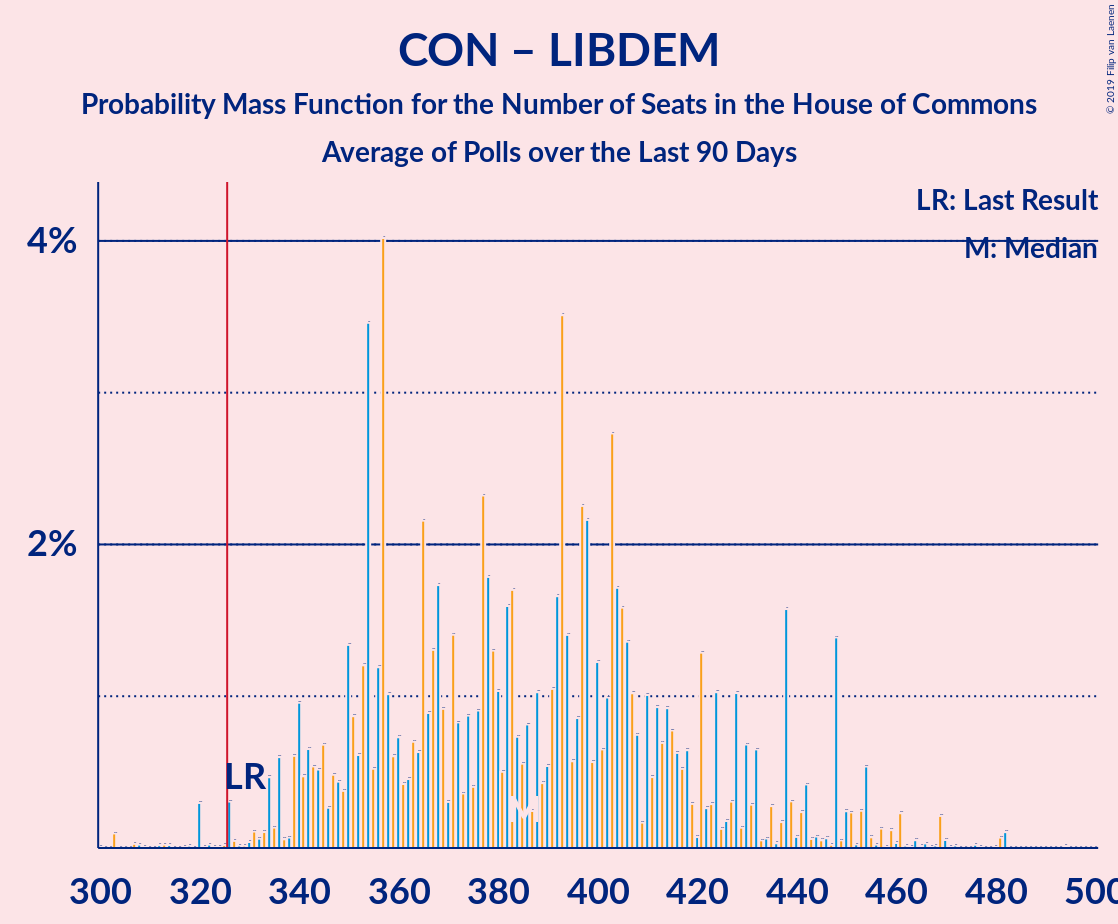 CON – LIBDEM
Probability Mass Function for the Number of Seats in the House of Commons
Average of Polls over the Last 90 Days
© 2019 Filip van Laenen
LR: Last Result
M: Median
4%
2%
LR
M
300 320 340 360 380 400 420 440 460 480 500